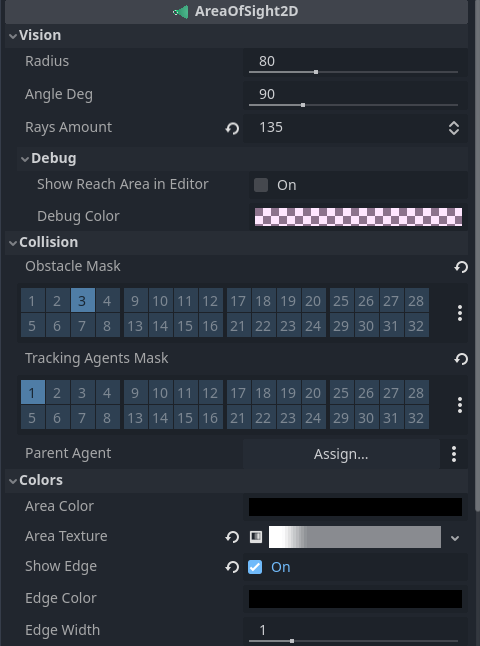 AreaOfSight2D
Vision
Radius 80
Angle Deg 90
Rays Amount 135
Debug
Show Reach Area in Editor On
Debug Color
Collision
Obstacle Mask
1 2 3 4 9 10 11 12 17 18 19 20 25 26 27 28
5 6 7 8 13 14 15 16 21 22 23 24 29 30 31 32
Tracking Agents Mask
1 2 3 4 9 10 11 12 17 18 19 20 25 26 27 28
5 6 7 8 13 14 15 16 21 22 23 24 29 30 31 32
Parent Agent Assign...
Colors
Area Color
Area Texture
Show Edge On
Edge Color
Edge Width 1